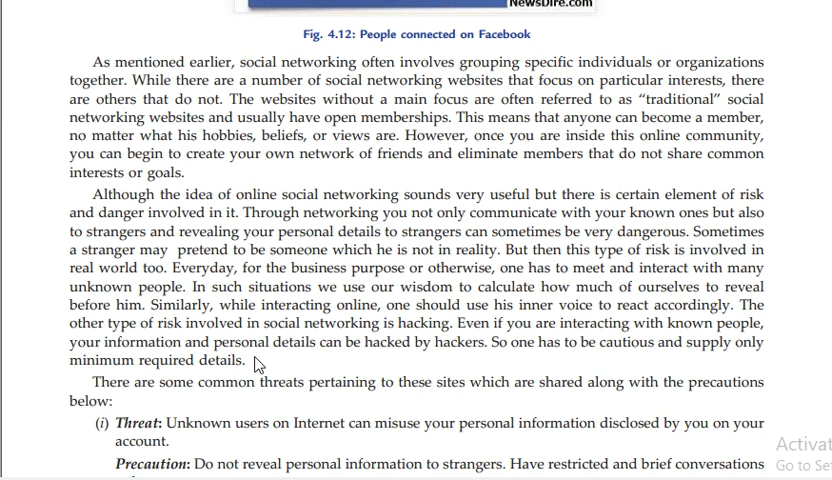 NewsDire.com
Fig. 4.12: People connected on Facebook
As mentioned earlier, social networking often involves grouping specific individuals or organizations
together. While there are a number of social networking websites that focus on particular interests, there
are others that do not. The websites without a main focus are often referred to as “traditional” social
networking websites and usually have open memberships. This means that anyone can become a member,
no matter what his hobbies, beliefs, or views are. However, once you are inside this online community,
you can begin to create your own network of friends and eliminate members that do not share common
interests or goals.
Although the idea of online social networking sounds very useful but there is certain element of risk
and danger involved in it. Through networking you not only communicate with your known ones but also
to strangers and revealing your personal details to strangers can sometimes be very dangerous. Sometimes
a stranger may pretend to be someone which he is not in reality. But then this type of risk is involved in
real world too. Everyday, for the business purpose or otherwise, one has to meet and interact with many
unknown people. In such situations we use our wisdom to calculate how much of ourselves to reveal
before him. Similarly, while interacting online, one should use his inner voice to react accordingly. The
other type of risk involved in social networking is hacking. Even if you are interacting with known people,
your information and personal details can be hacked by hackers. So one has to be cautious and supply only
minimum required details.
There are some common threats pertaining to these sites which are shared along with the precautions
below:
(i) Threat: Unknown users on Internet can misuse your personal information disclosed by you on your
account.
Precaution: Do not reveal personal information to strangers. Have restricted and brief conversations
Activat
Go to Set